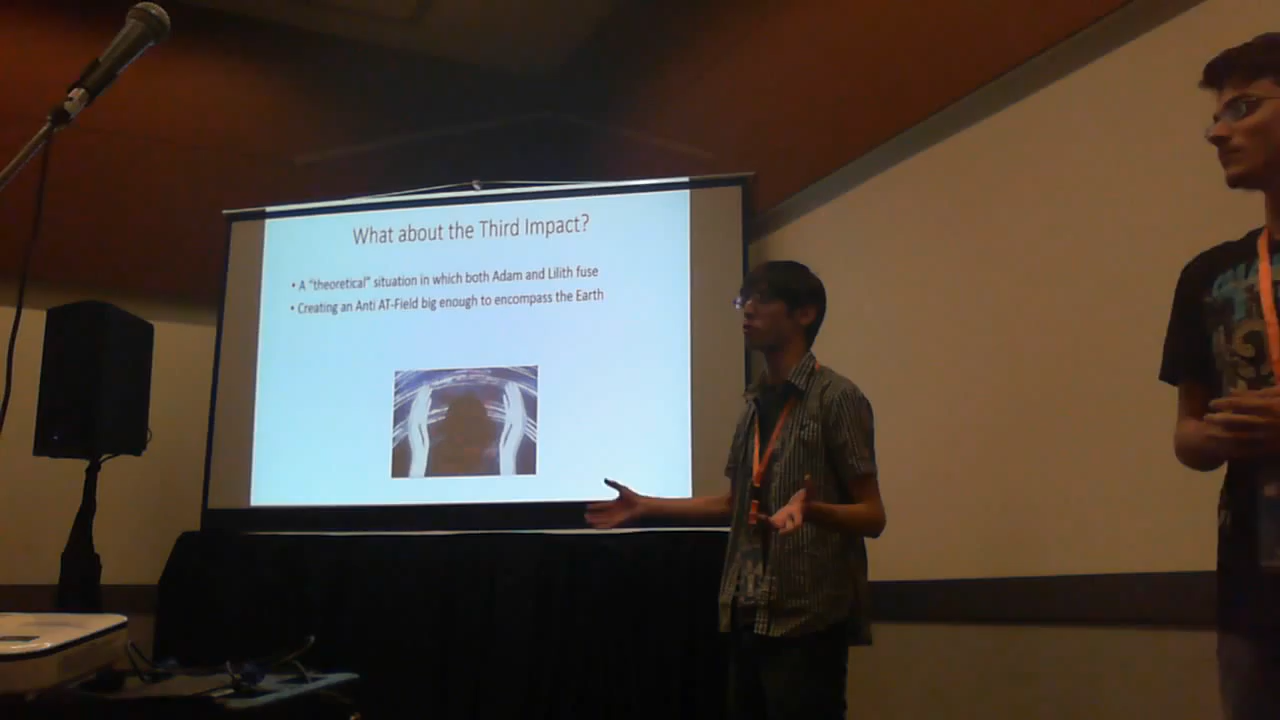 What about the Third Impact?
• A "theoretical" situation in which both Adam and Lilith fuse
• Creating an Anti AT-Field big enough to encompass the Earth